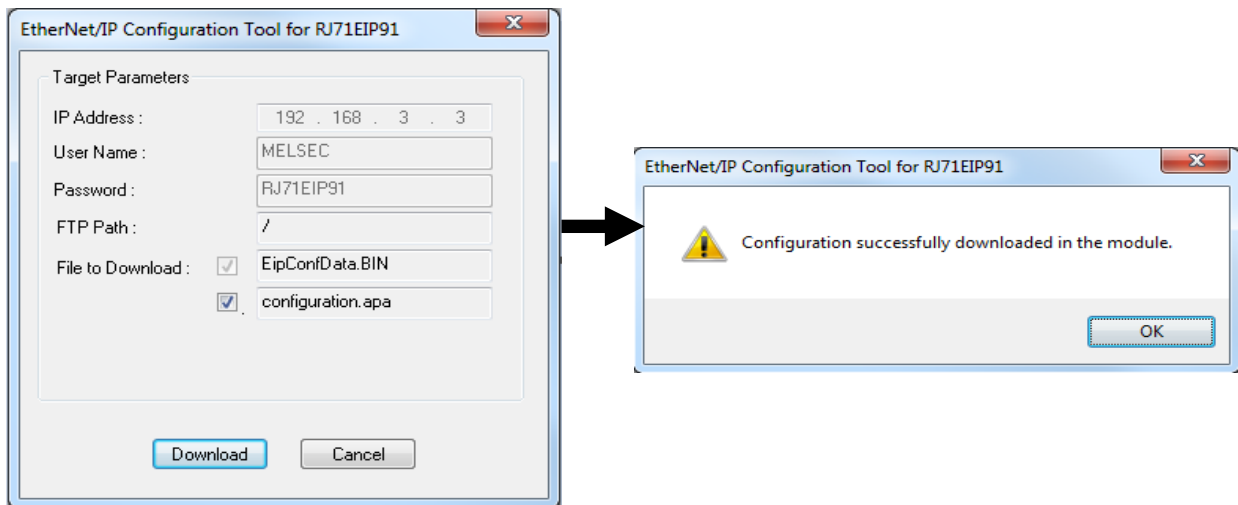 EtherNet/IP Configuration Tool for RJ71EIP91
Target Parameters
IP Address : 192 . 168 . 3 . 3
User Name : MELSEC
Password : RJ71EIP91
FTP Path : /
File to Download : EipConfData.BIN
. configuration.apa
Download Cancel
EtherNet/IP Configuration Tool for RJ71EIP91
Configuration successfully downloaded in the module.
OK